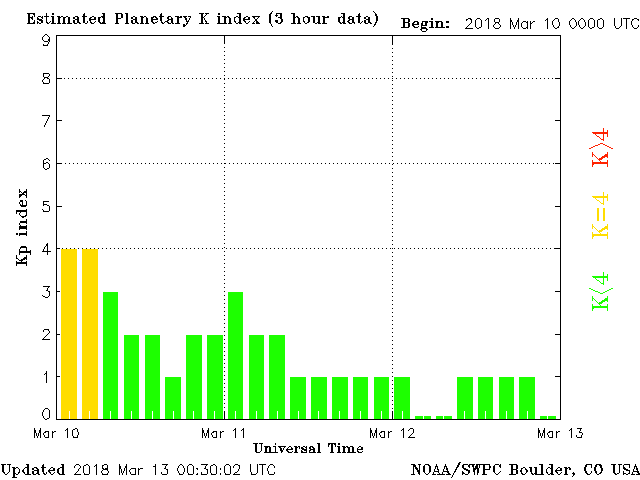 Estimated Planetary K index (3 hour data)
Begin: 2018 Mar 10 0000 UTC
9
8
7
6
5
4
3
2
1
0
Kp index
Mar 10
Mar 11
Mar 12
Mar 13
Universal Time
K>4
K=4
K<4
Updated 2018 Mar 13 00:30:02 UTC
NOAA/SWPC Boulder, CO USA